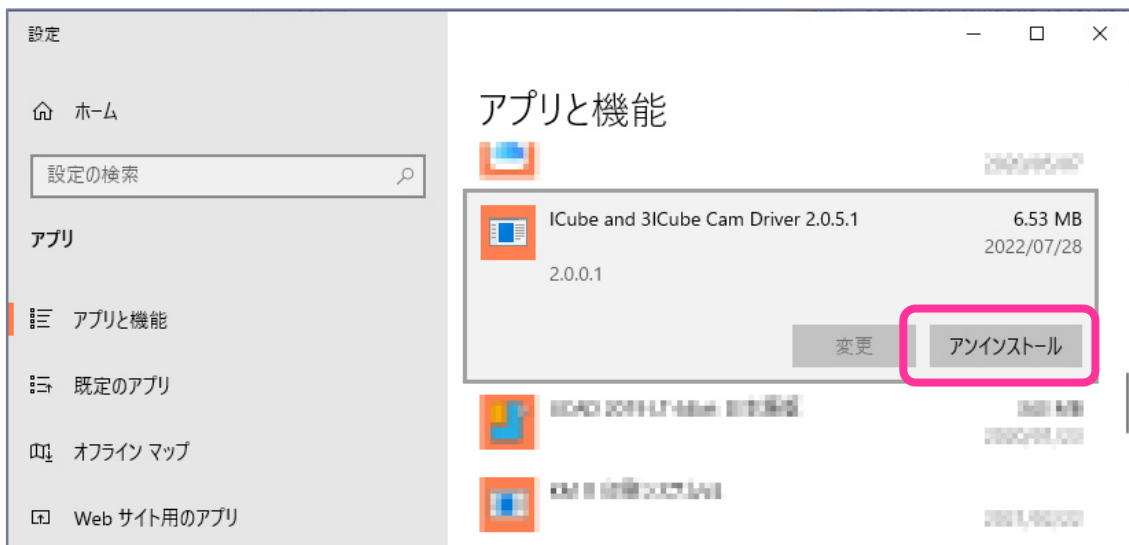 設定
ホーム
設定の検索
アプリ
アプリと機能
既定のアプリ
オフライン マップ
Web サイト用のアプリ
アプリと機能
ICube and 3ICube Cam Driver 2.0.5.1
6.53 MB
2022/07/28
2.0.0.1
変更
アンインストール